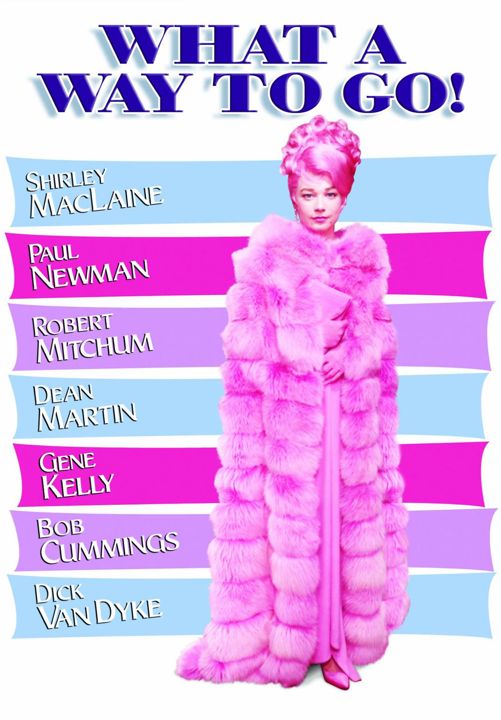 WHAT A
WAY TO GO!
SHIRLEY
MACLAINE
PAUL
NEWMAN
ROBERT
MITCHUM
DEAN
MARTIN
GENE
KELLY
BOB
CUMMINGS
DICK
VAN DYKE